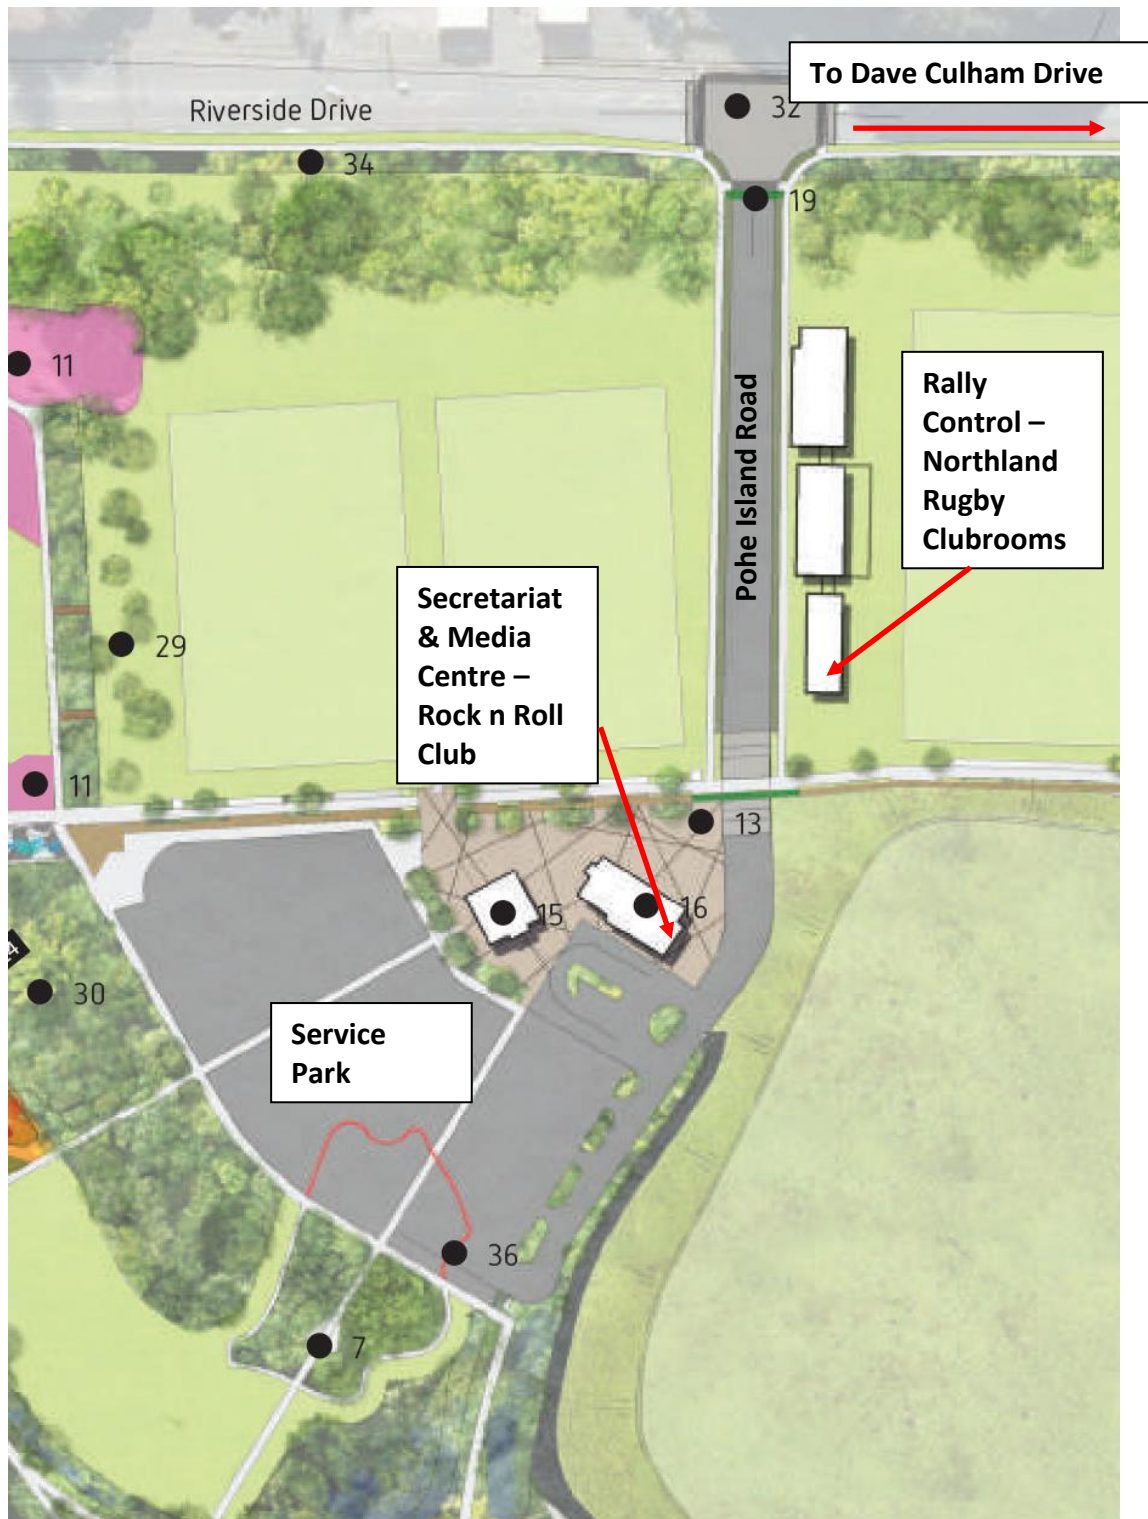 To Dave Culham Drive
Riverside Drive
32
34
19
11
Pohe Island Road
Rally
Control –
Northland
Rugby
Clubrooms
Secretariat
& Media
Centre –
Rock n Roll
Club
29
11
13
15
16
30
Service
Park
36
7